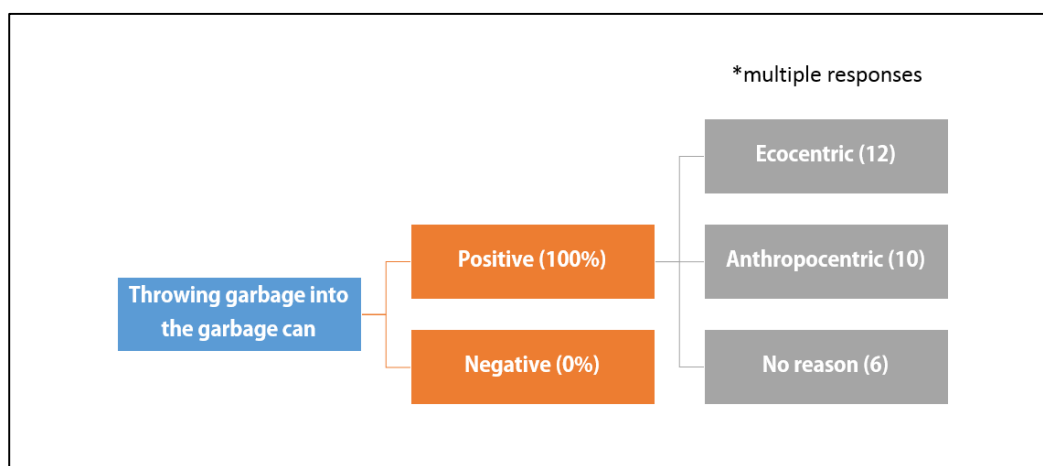 *multiple responses
Ecocentric (12)
Positive (100%)
Anthropocentric (10)
Throwing garbage into
the garbage can
Negative (0%)
No reason (6)